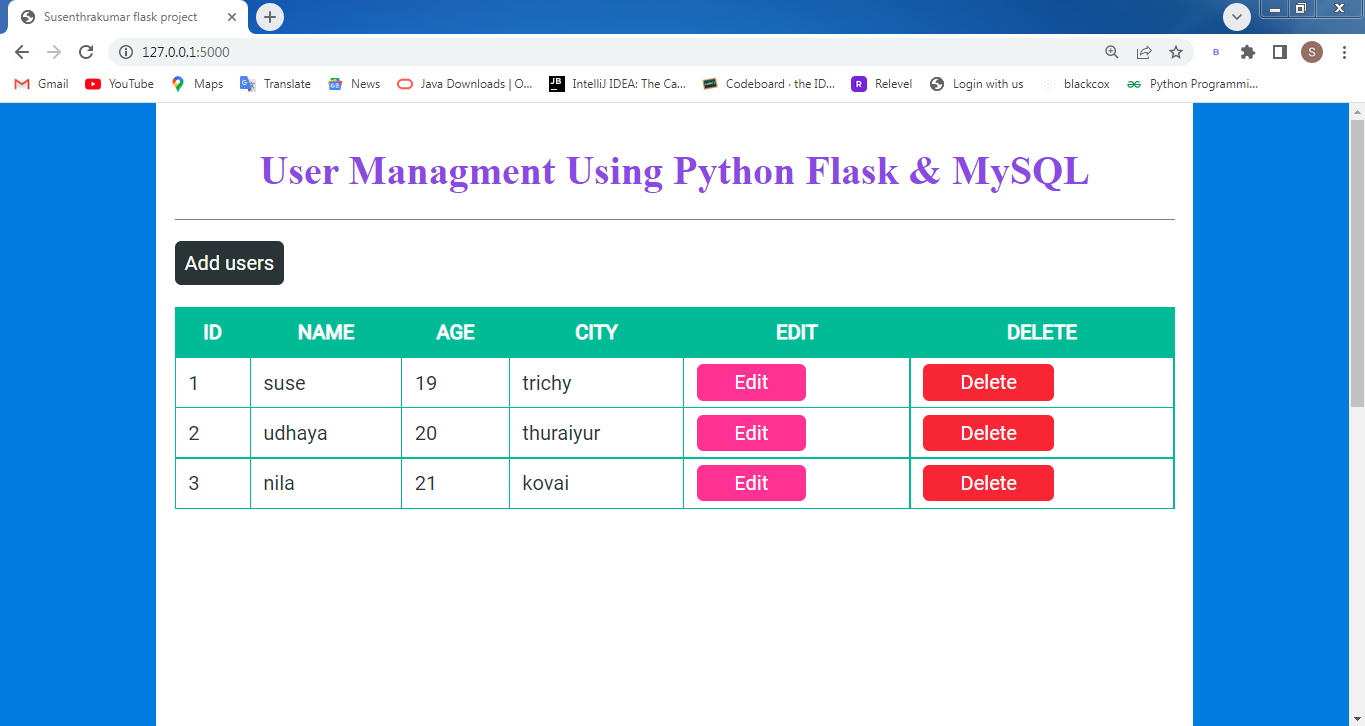 Susenthrakumar flask project
127.0.0.1:5000
S
Gmail YouTube Maps Translate News Java Downloads | O... JB IntelliJ IDEA: The Ca... Codeboard · the ID... R Relevel Login with us blackcox Python Programmi...
User Managment Using Python Flask & MySQL
Add users
ID NAME AGE CITY EDIT DELETE
1 suse 19 trichy Edit Delete
2 udhaya 20 thuraiyur Edit Delete
3 nila 21 kovai Edit Delete